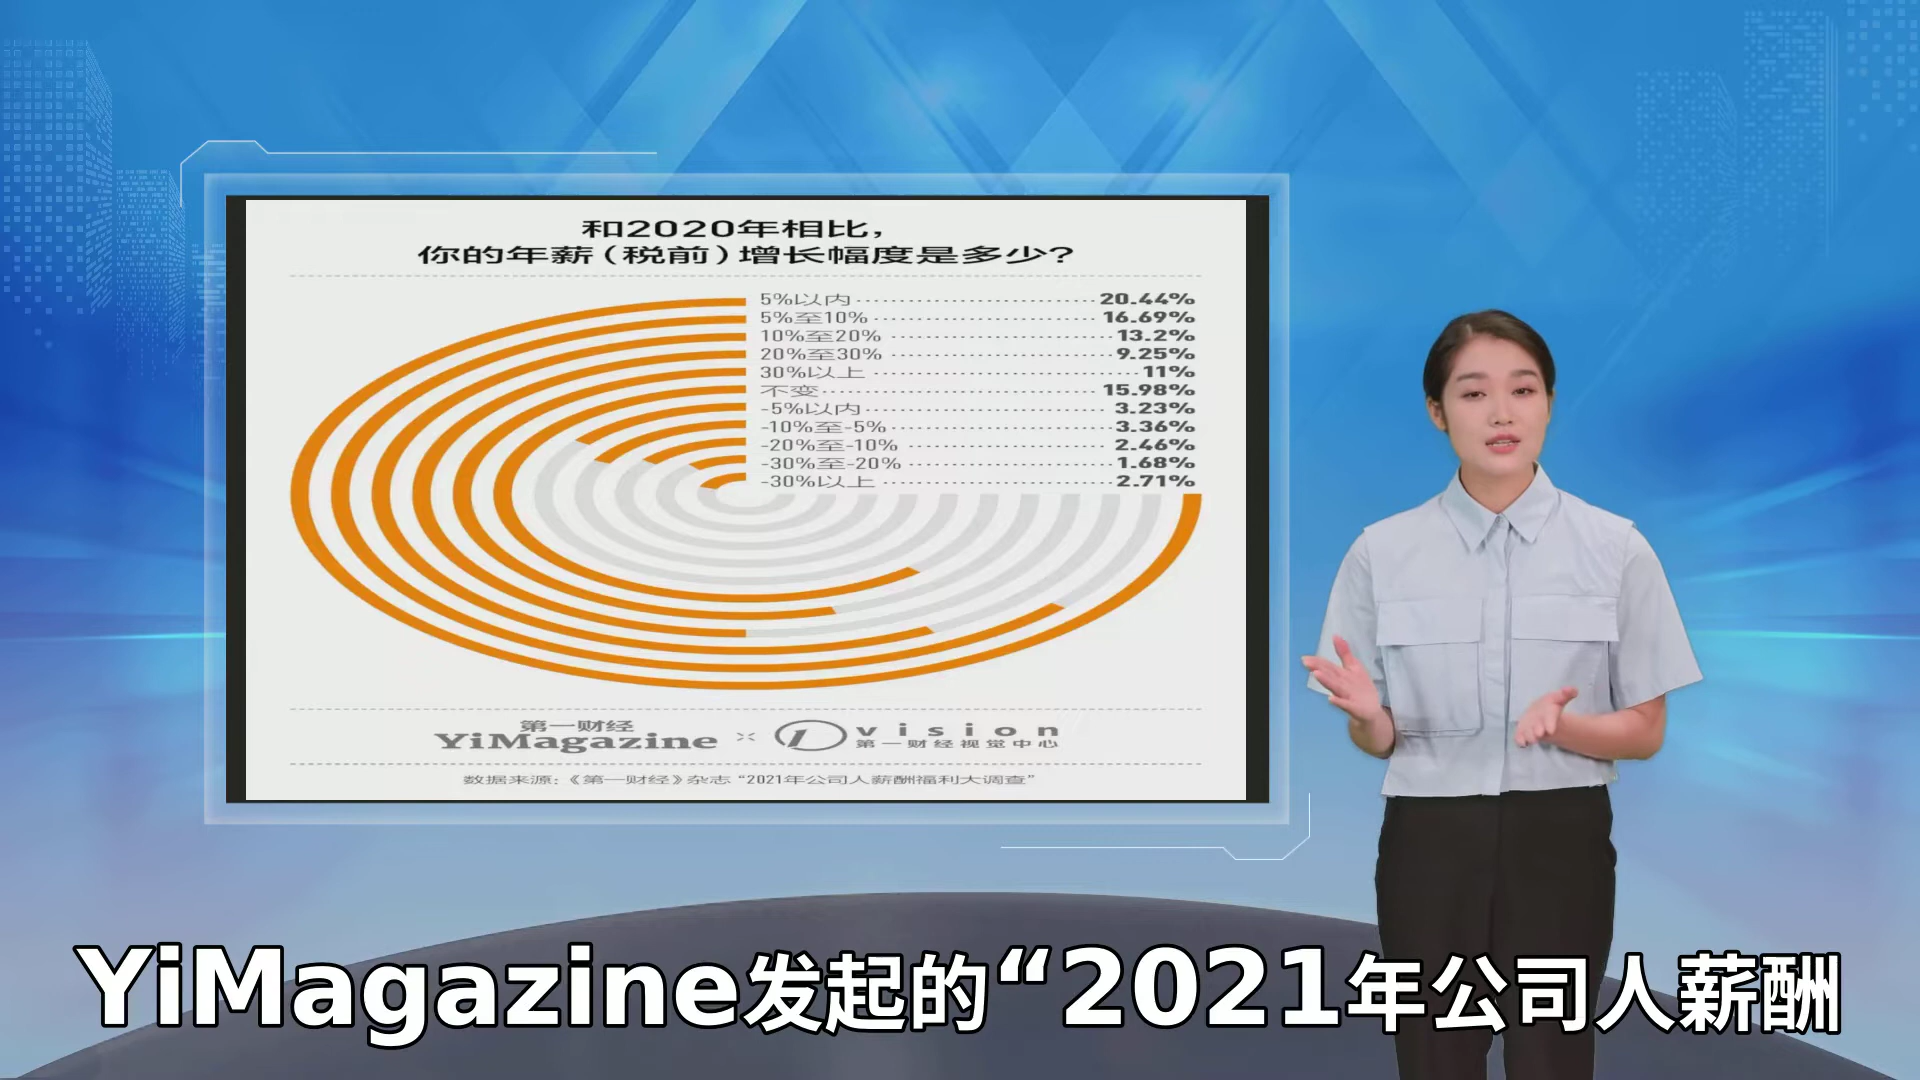 和2020年相比，
你的年薪（税前）增长幅度是多少？
5%以内 20.44%
5%至10% 16.69%
10%至20% 13.2%
20%至30% 9.25%
30%以上 11%
不变 15.98%
-5%以内 3.23%
-10%至-5% 3.36%
-20%至-10% 2.46%
-30%至-20% 1.68%
-30%以上 2.71%
第一财经
YiMagazine
vision
第一财经视觉中心
数据来源：《第一财经》杂志“2021年公司人薪酬福利大调查”
YiMagazine发起的“2021年公司人薪酬